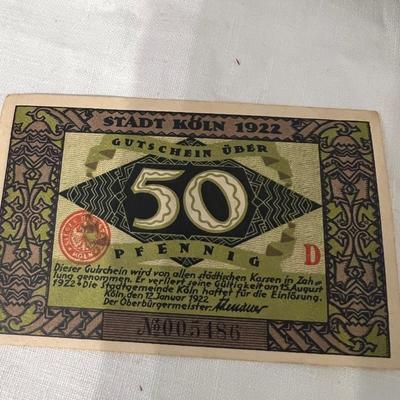 STADT KÖLN 1922
GUTSCHEIN ÜBER
50
PFENNIG
D
Dieser Gutschein wird von allen städtischen Kassen in Zah=
lung genommen. Er verliert seine Gültigkeit am 15. August
1922. Die Stadtgemeinde Köln haftet für die Einlösung.
Köln, den 12. Januar 1922
Der Oberbürgermeister: Adenauer
No 005486